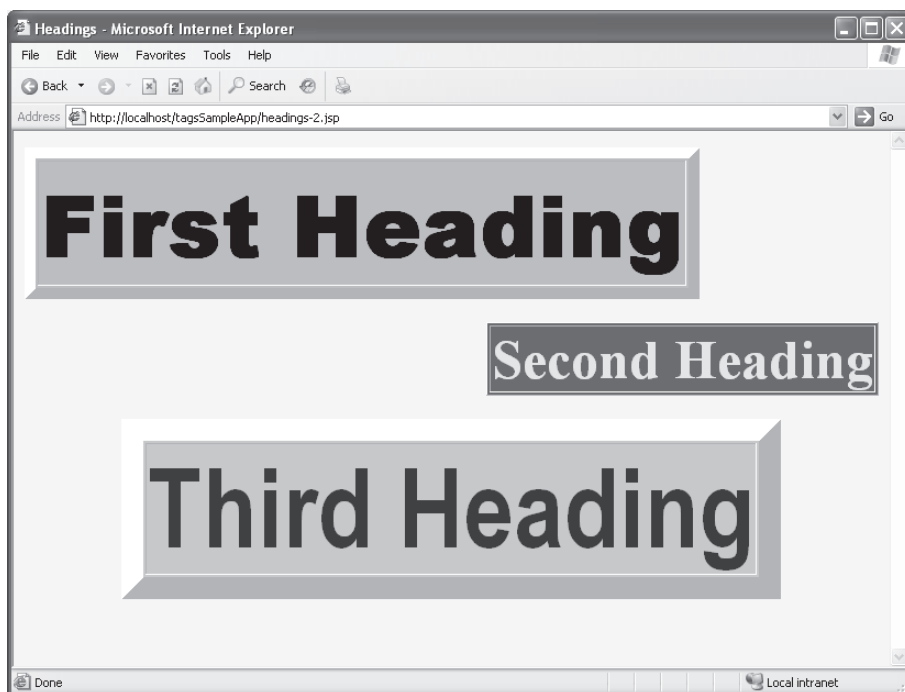 Headings - Microsoft Internet Explorer
File Edit View Favorites Tools Help
Back Search
Address http://localhost/tagsSampleApp/headings-2.jsp Go
First Heading
Second Heading
Third Heading
Done Local intranet